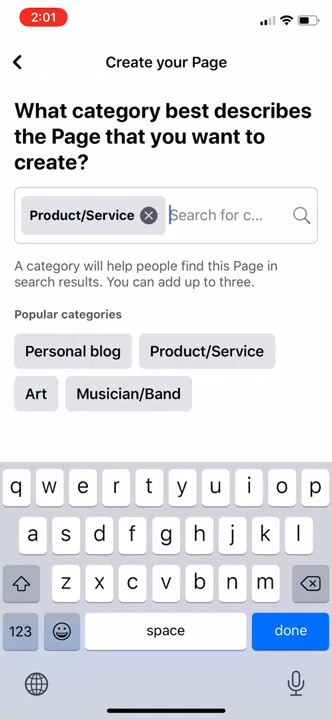 2:01
Create your Page
What category best describes
the Page that you want to
create?
Product/Service Search for c...
A category will help people find this Page in
search results. You can add up to three.
Popular categories
Personal blog Product/Service
Art Musician/Band
q w e r t y u i o p
a s d f g h j k l
z x c v b n m
123 space done